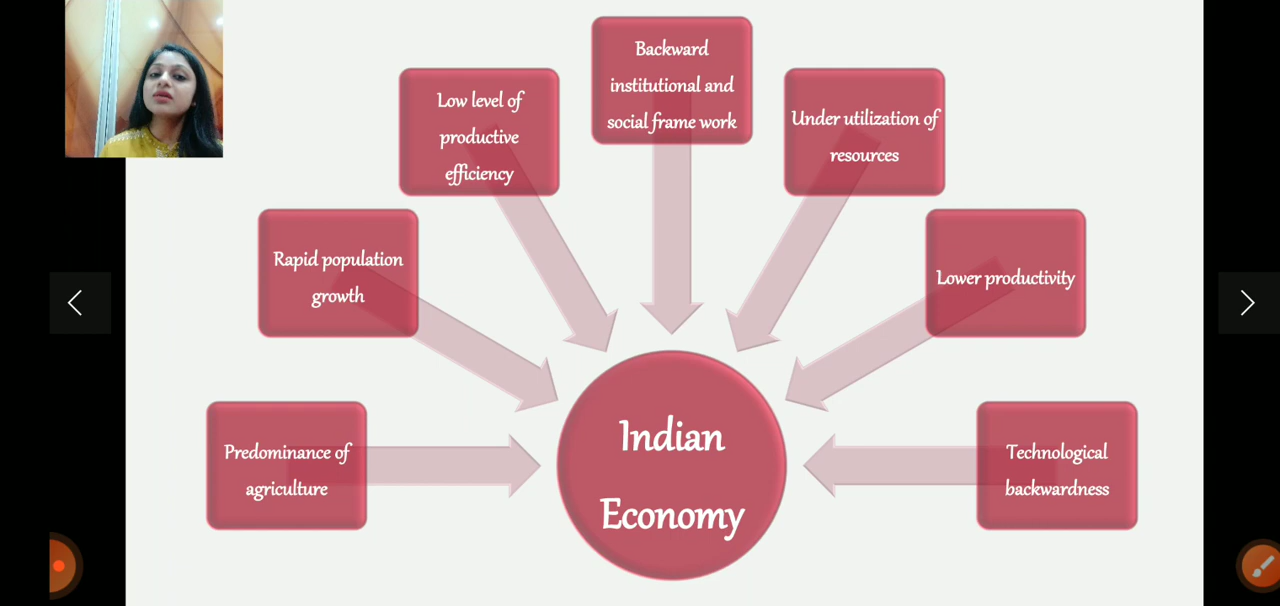 Backward
institutional and
social frame work
Low level of
productive
efficiency
Under utilization of
resources
Rapid population
growth
Lower productivity
Predominance of
agriculture
Indian
Economy
Technological
backwardness